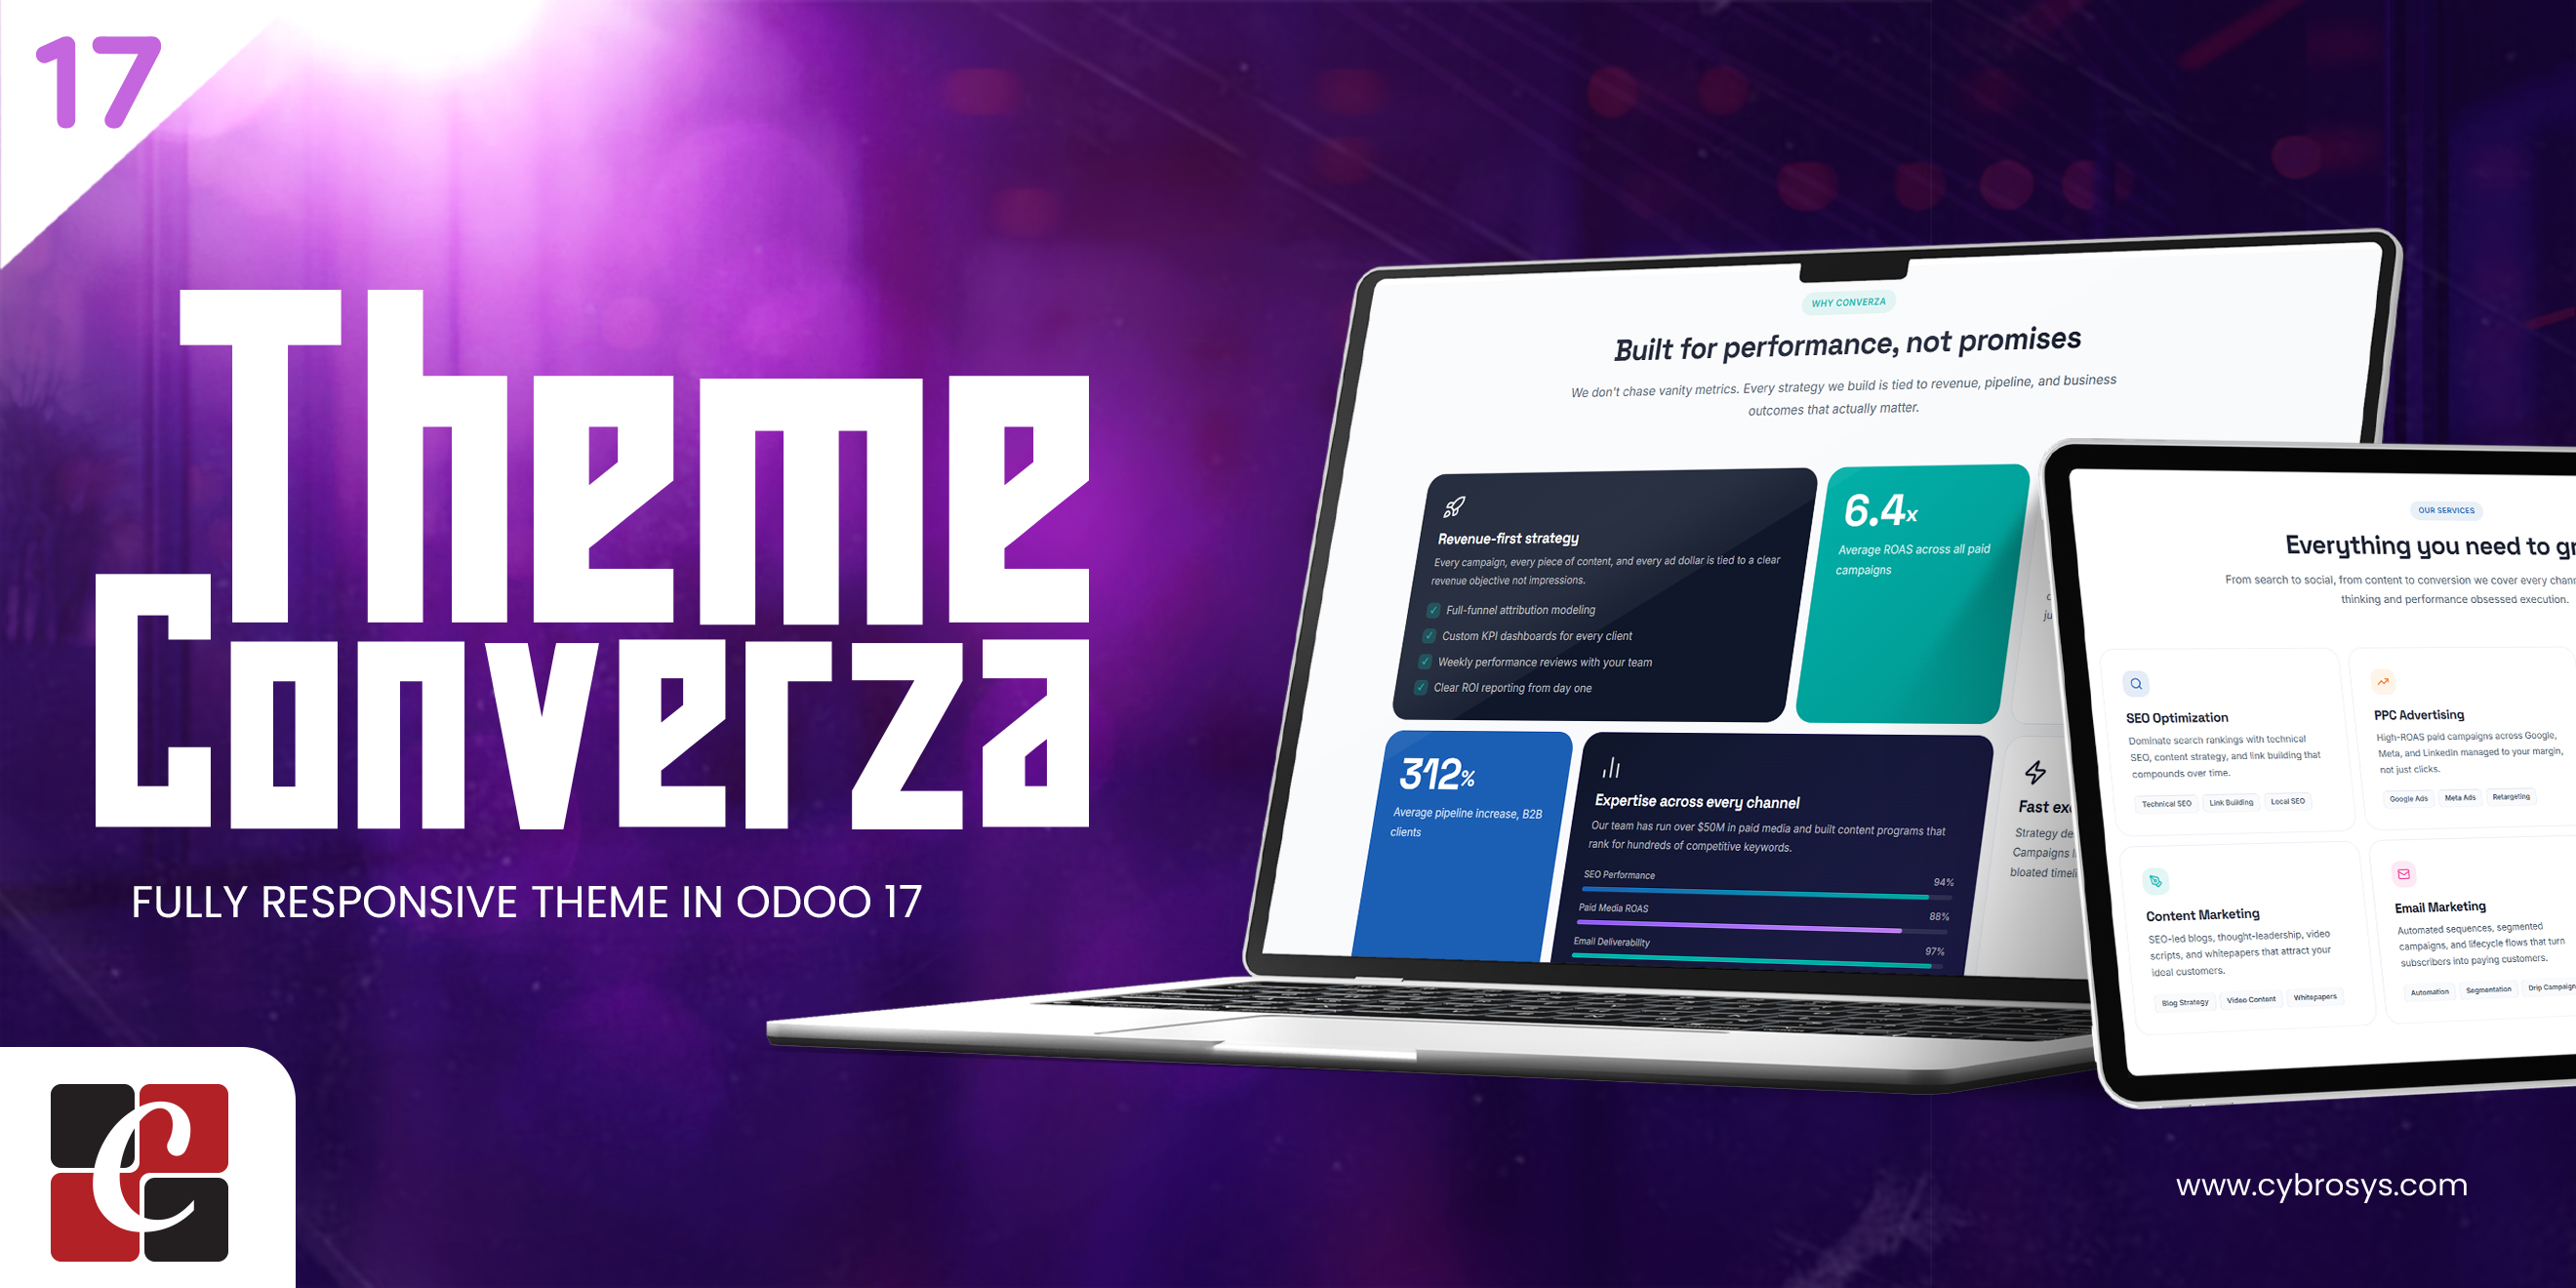 17
Theme
Converza
FULLY RESPONSIVE THEME IN ODOO 17
WHY CONVERZA
Built for performance, not promises
We don't chase vanity metrics. Every strategy we build is tied to revenue, pipeline, and business
outcomes that actually matter.
Revenue-first strategy
Every campaign, every piece of content, and every ad dollar is tied to a clear
revenue objective not impressions.
Full-funnel attribution modeling
Custom KPI dashboards for every client
Weekly performance reviews with your team
Clear ROI reporting from day one
6.4x
Average ROAS across all paid
campaigns
312%
Average pipeline increase, B2B
clients
Expertise across every channel
Our team has run over $50M in paid media and built content programs that
rank for hundreds of competitive keywords.
SEO Performance 94%
Paid Media ROAS 88%
Email Deliverability 97%
Fast
Strategy
Campaigns
bloated
OUR SERVICES
Everything you need to
From search to social, from content to conversion we cover every
thinking and performance obsessed execution.
SEO Optimization
Dominate search rankings with technical
SEO, content strategy, and link building that
compounds over time.
Technical SEO Link Building Local SEO
PPC Advertising
High-ROAS paid campaigns across Google,
Meta, and LinkedIn managed to your margin,
not just clicks.
Google Ads Meta Ads Retargeting
Content Marketing
SEO-led blogs, thought-leadership, video
scripts, and whitepapers that attract your
ideal customers.
Blog Strategy Video Content Whitepapers
Email Marketing
Automated sequences, segmented
campaigns, and lifecycle flows that turn
subscribers into paying customers.
Automation Segmentation Drip Campaign
C
www.cybrosys.com